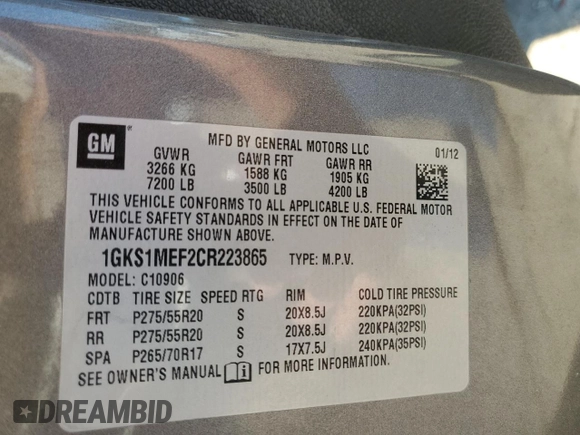 GM
MFD BY GENERAL MOTORS LLC
01/12
GVWR GAWR FRT GAWR RR
3266 KG 1588 KG 1905 KG
7200 LB 3500 LB 4200 LB
THIS VEHICLE CONFORMS TO ALL APPLICABLE U.S. FEDERAL MOTOR
VEHICLE SAFETY STANDARDS IN EFFECT ON THE DATE OF
MANUFACTURE SHOWN ABOVE.
1GKS1MEF2CR223865 TYPE: M.P.V.
MODEL: C10906
CDTB TIRE SIZE SPEED RTG RIM COLD TIRE PRESSURE
FRT P275/55R20 S 20X8.5J 220KPA(32PSI)
RR P275/55R20 S 20X8.5J 220KPA(32PSI)
SPA P265/70R17 S 17X7.5J 240KPA(35PSI)
SEE OWNER'S MANUAL i FOR MORE INFORMATION.
DREAMBID